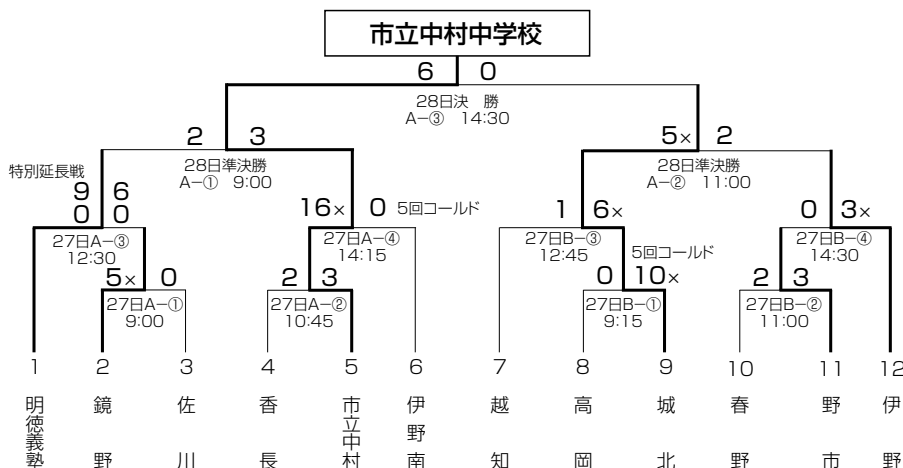 市立中村中学校
6 0
28日決 勝
A-③ 14:30
2 3
5× 2
28日準決勝
A-① 9:00
28日準決勝
A-② 11:00
特別延長戦
9 6
0 0
16× 0 5回コールド
1 6×
0 3×
27日A-③
12:30
27日A-④
14:15
27日B-③
12:45
27日B-④
14:30
5回コールド
5× 0
2 3
0 10×
2 3
27日A-①
9:00
27日A-②
10:45
27日B-①
9:15
27日B-②
11:00
1 2 3 4 5 6 7 8 9 10 11 12
明徳義塾
鏡野
佐川
香長
市立中村
伊野南
越知
高岡
城北
春野
野市
伊野